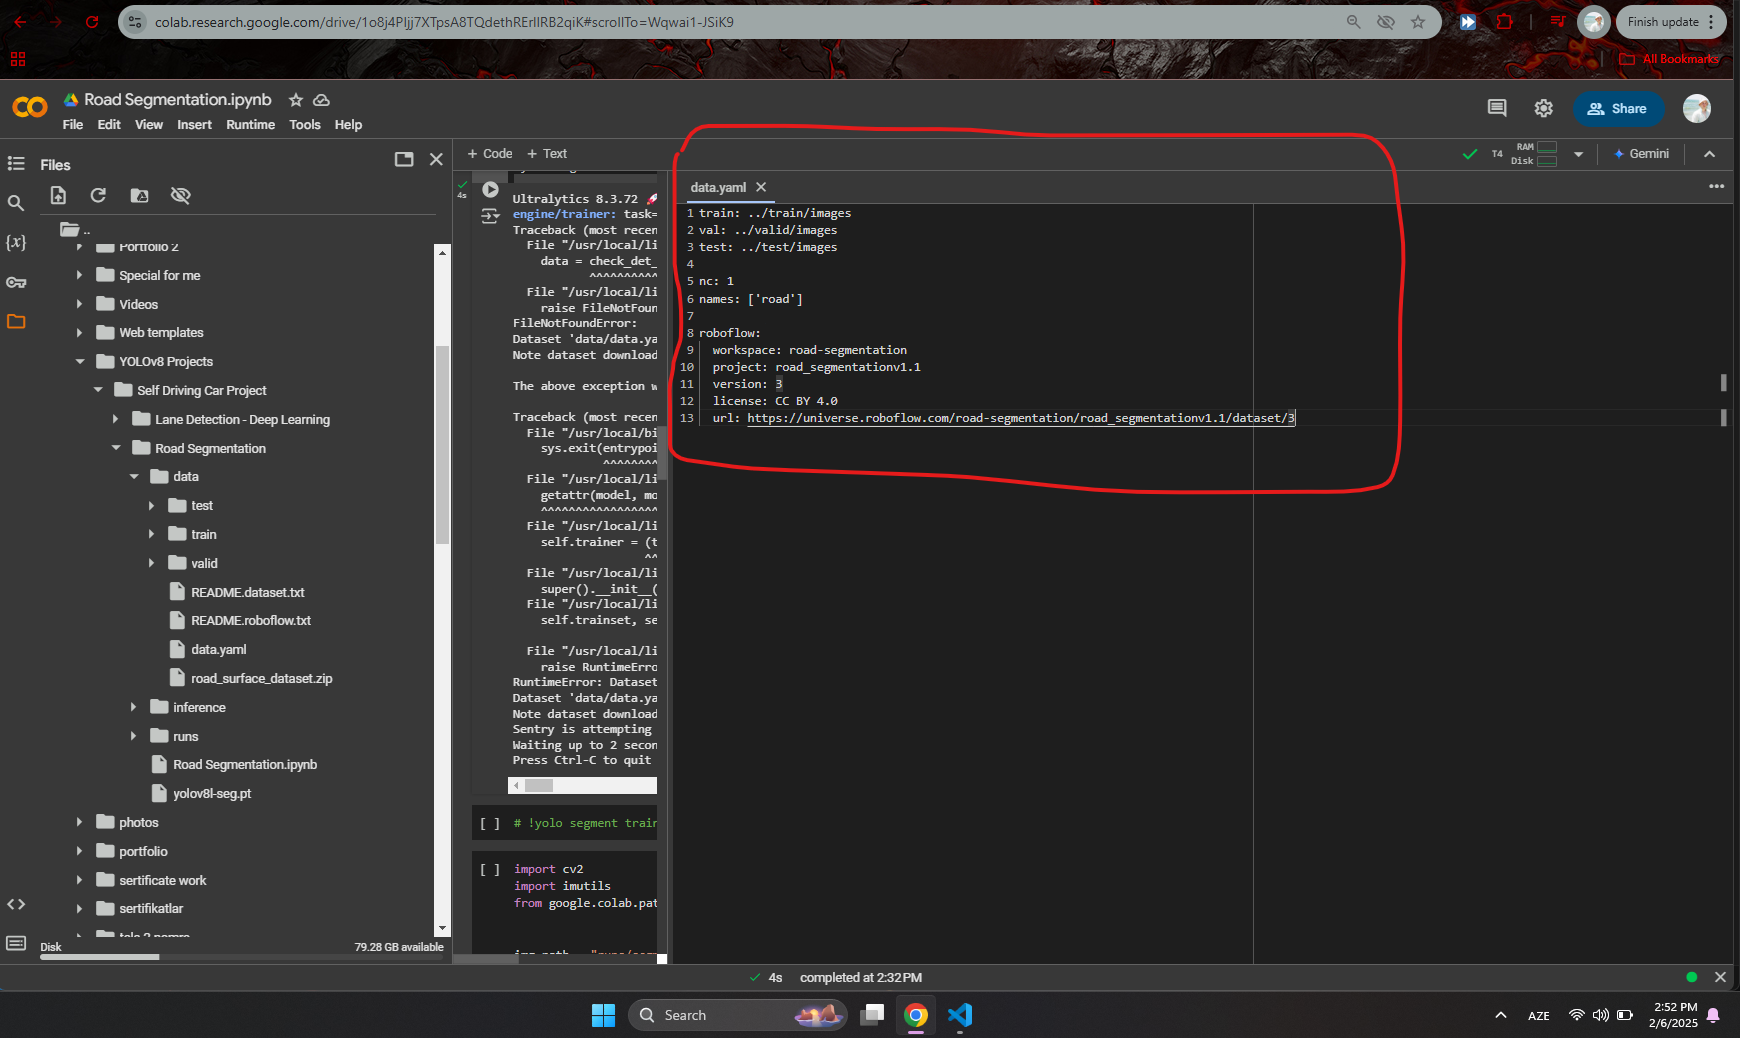 colab.research.google.com/drive/1o8j4PIjj7XTpsA8TQdethRErIlRB2qiK#scrollTo=Wqwai1-JSiK9
Finish update
All Bookmarks
Road Segmentation.ipynb
File Edit View Insert Runtime Tools Help
Share
Files
+ Code + Text
T4
RAM
Disk
Gemini
..
Portfolio 2
Special for me
Videos
Web templates
YOLOv8 Projects
Self Driving Car Project
Lane Detection - Deep Learning
Road Segmentation
data
test
train
valid
README.dataset.txt
README.roboflow.txt
data.yaml
road_surface_dataset.zip
inference
runs
Road Segmentation.ipynb
yolov8l-seg.pt
photos
portfolio
sertificate work
sertifikatlar
Disk
79.28 GB available
4s
Ultralytics 8.3.72 🚀
engine/trainer: task=
Traceback (most recen
File "/usr/local/li
data = check_det_
^^^^^^^^^^
File "/usr/local/li
raise FileNotFoun
FileNotFoundError:
Dataset 'data/data.ya
Note dataset download
The above exception w
Traceback (most recen
File "/usr/local/bi
sys.exit(entrypoi
^^^^^^^^
File "/usr/local/li
getattr(model, mo
^^^^^^^^^^^^^^^^^
File "/usr/local/li
self.trainer = (t
^^
File "/usr/local/li
super().__init__(
File "/usr/local/li
self.trainset, se
File "/usr/local/li
raise RuntimeErro
RuntimeError: Dataset
Dataset 'data/data.ya
Note dataset download
Sentry is attempting
Waiting up to 2 secon
Press Ctrl-C to quit
[ ] # !yolo segment train
[ ] import cv2
import imutils
from google.colab.pat
data.yaml
1 train: ../train/images
2 val: ../valid/images
3 test: ../test/images
4
5 nc: 1
6 names: ['road']
7
8 roboflow:
9 workspace: road-segmentation
10 project: road_segmentationv1.1
11 version: 3
12 license: CC BY 4.0
13 url: https://universe.roboflow.com/road-segmentation/road_segmentationv1.1/dataset/3
4s completed at 2:32 PM
Search
AZE
2:52 PM
2/6/2025